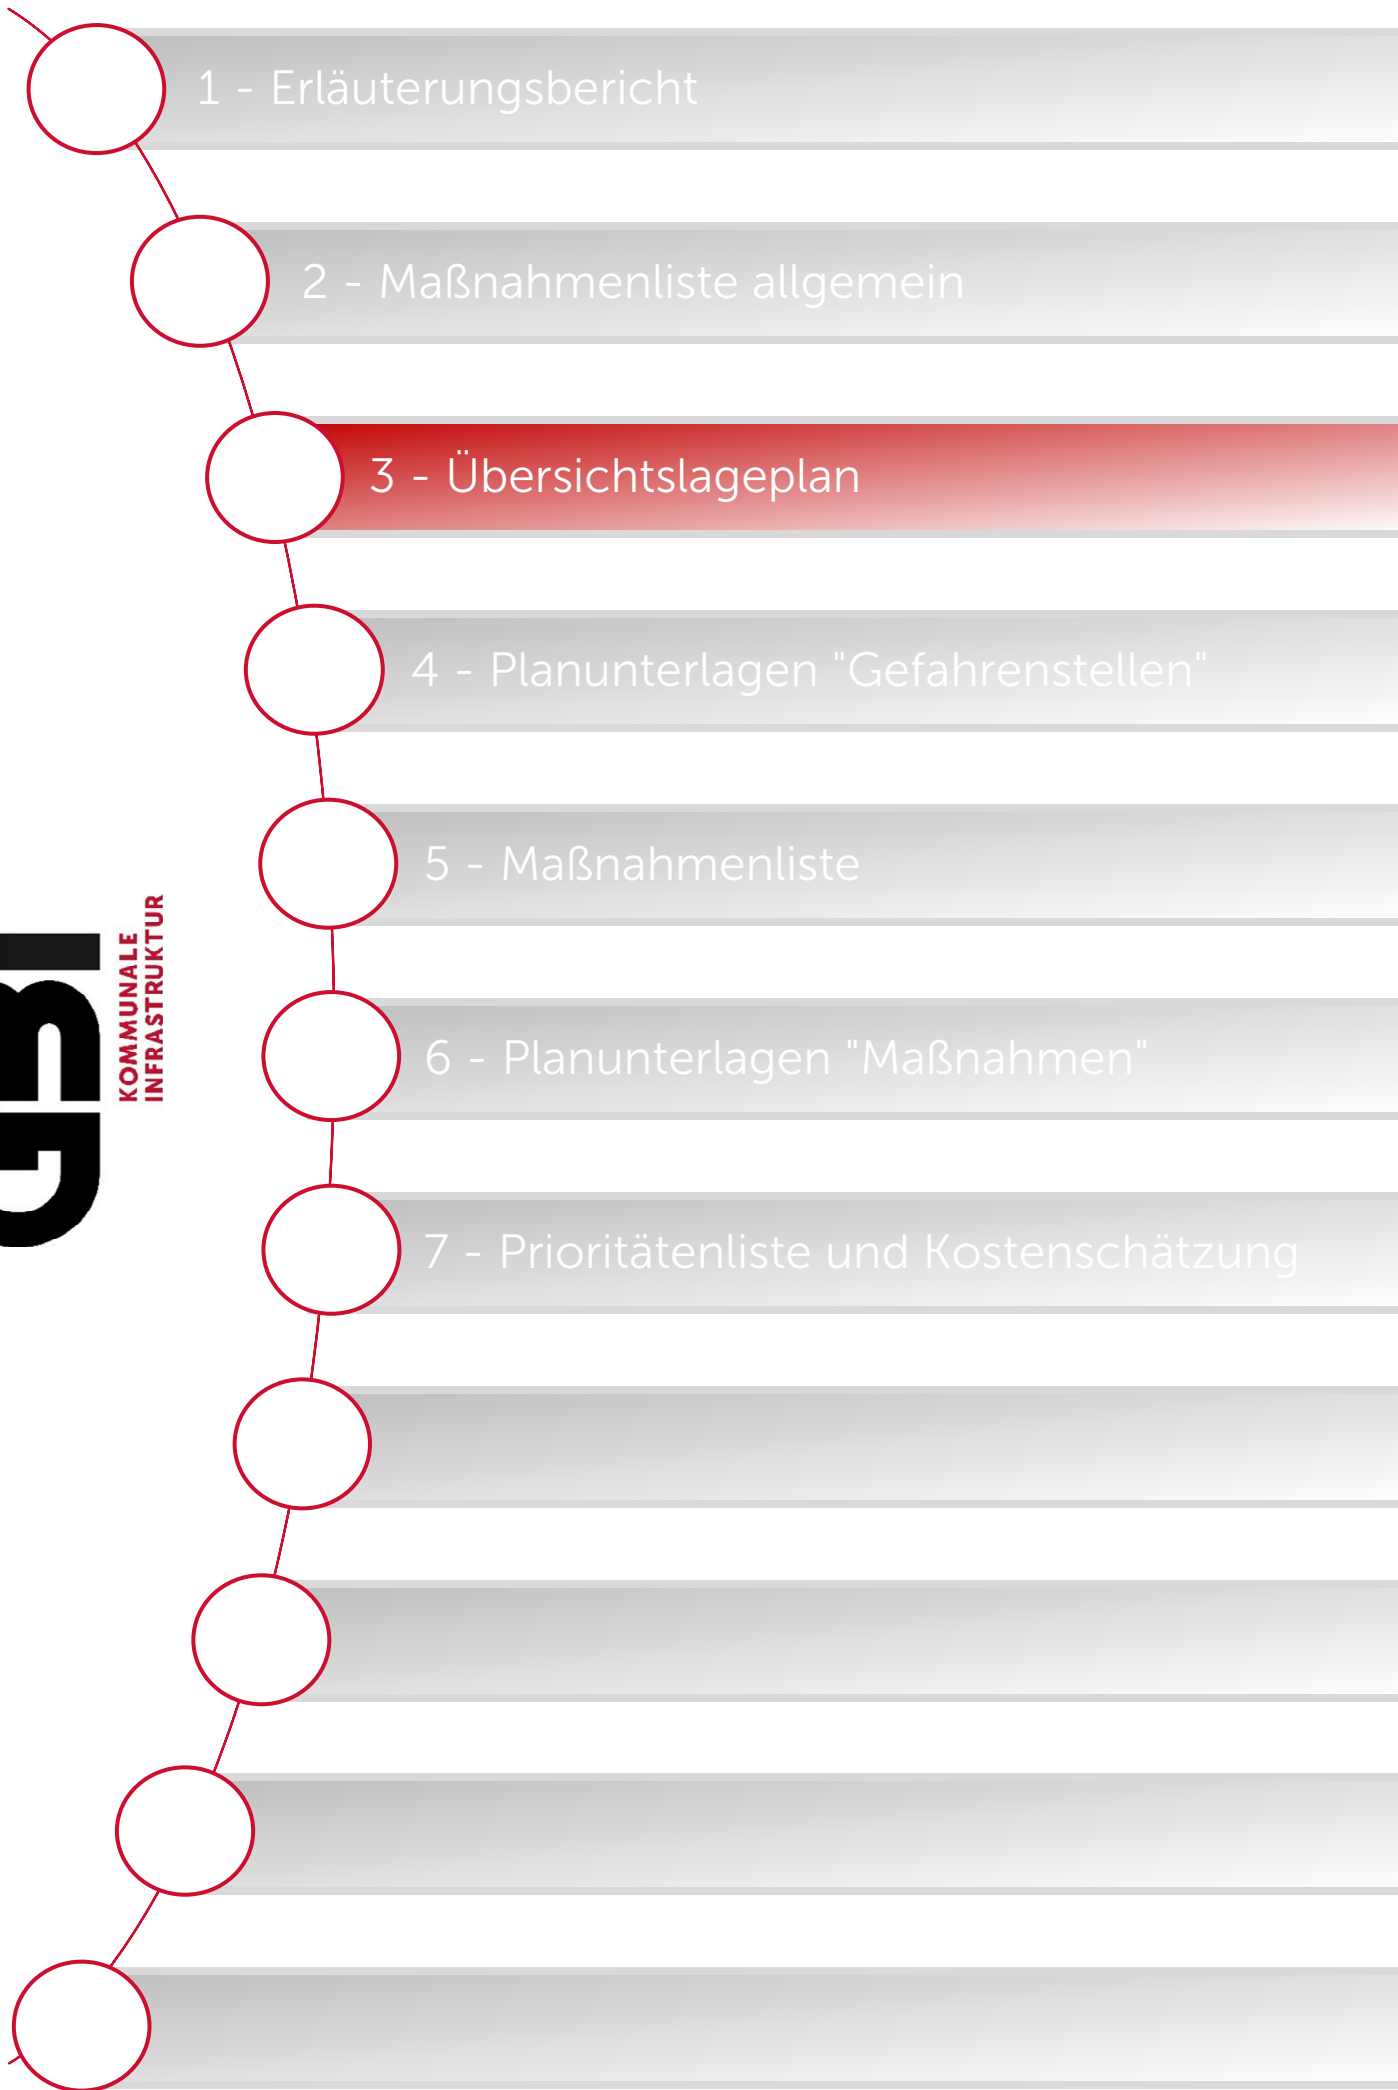 1 - Erläuterungsbericht
2 - Maßnahmenliste allgemein
3 - Übersichtslageplan
4 - Planunterlagen "Gefahrenstellen"
5 - Maßnahmenliste
6 - Planunterlagen "Maßnahmen"
7 - Prioritätenliste und Kostenschätzung
KOMMUNALE
INFRASTRUKTUR